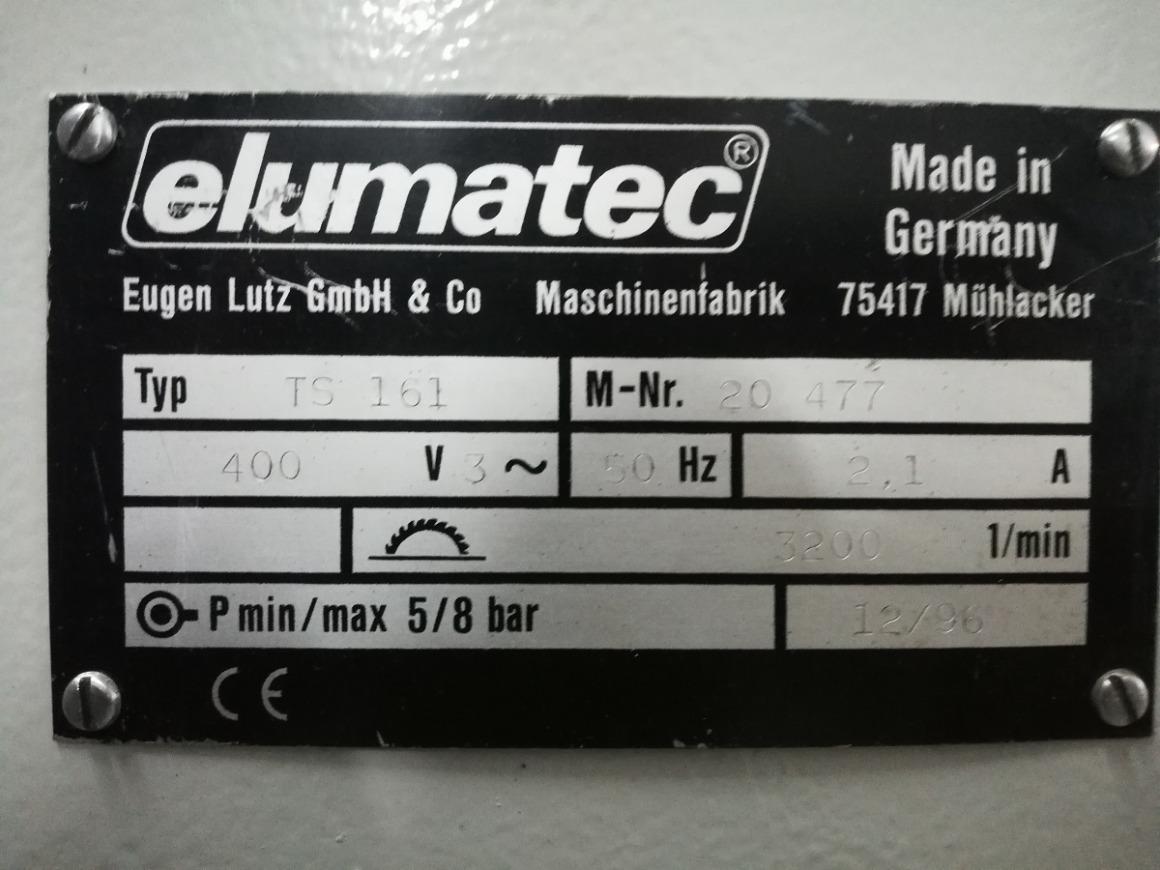 elumatec®
Made in
Germany
Eugen Lutz GmbH & Co Maschinenfabrik 75417 Mühlacker
Typ TS 161 M-Nr. 20 477
400 V 3 ~ 50 Hz 2,1 A
3200 1/min
P min/max 5/8 bar 12/96
CE